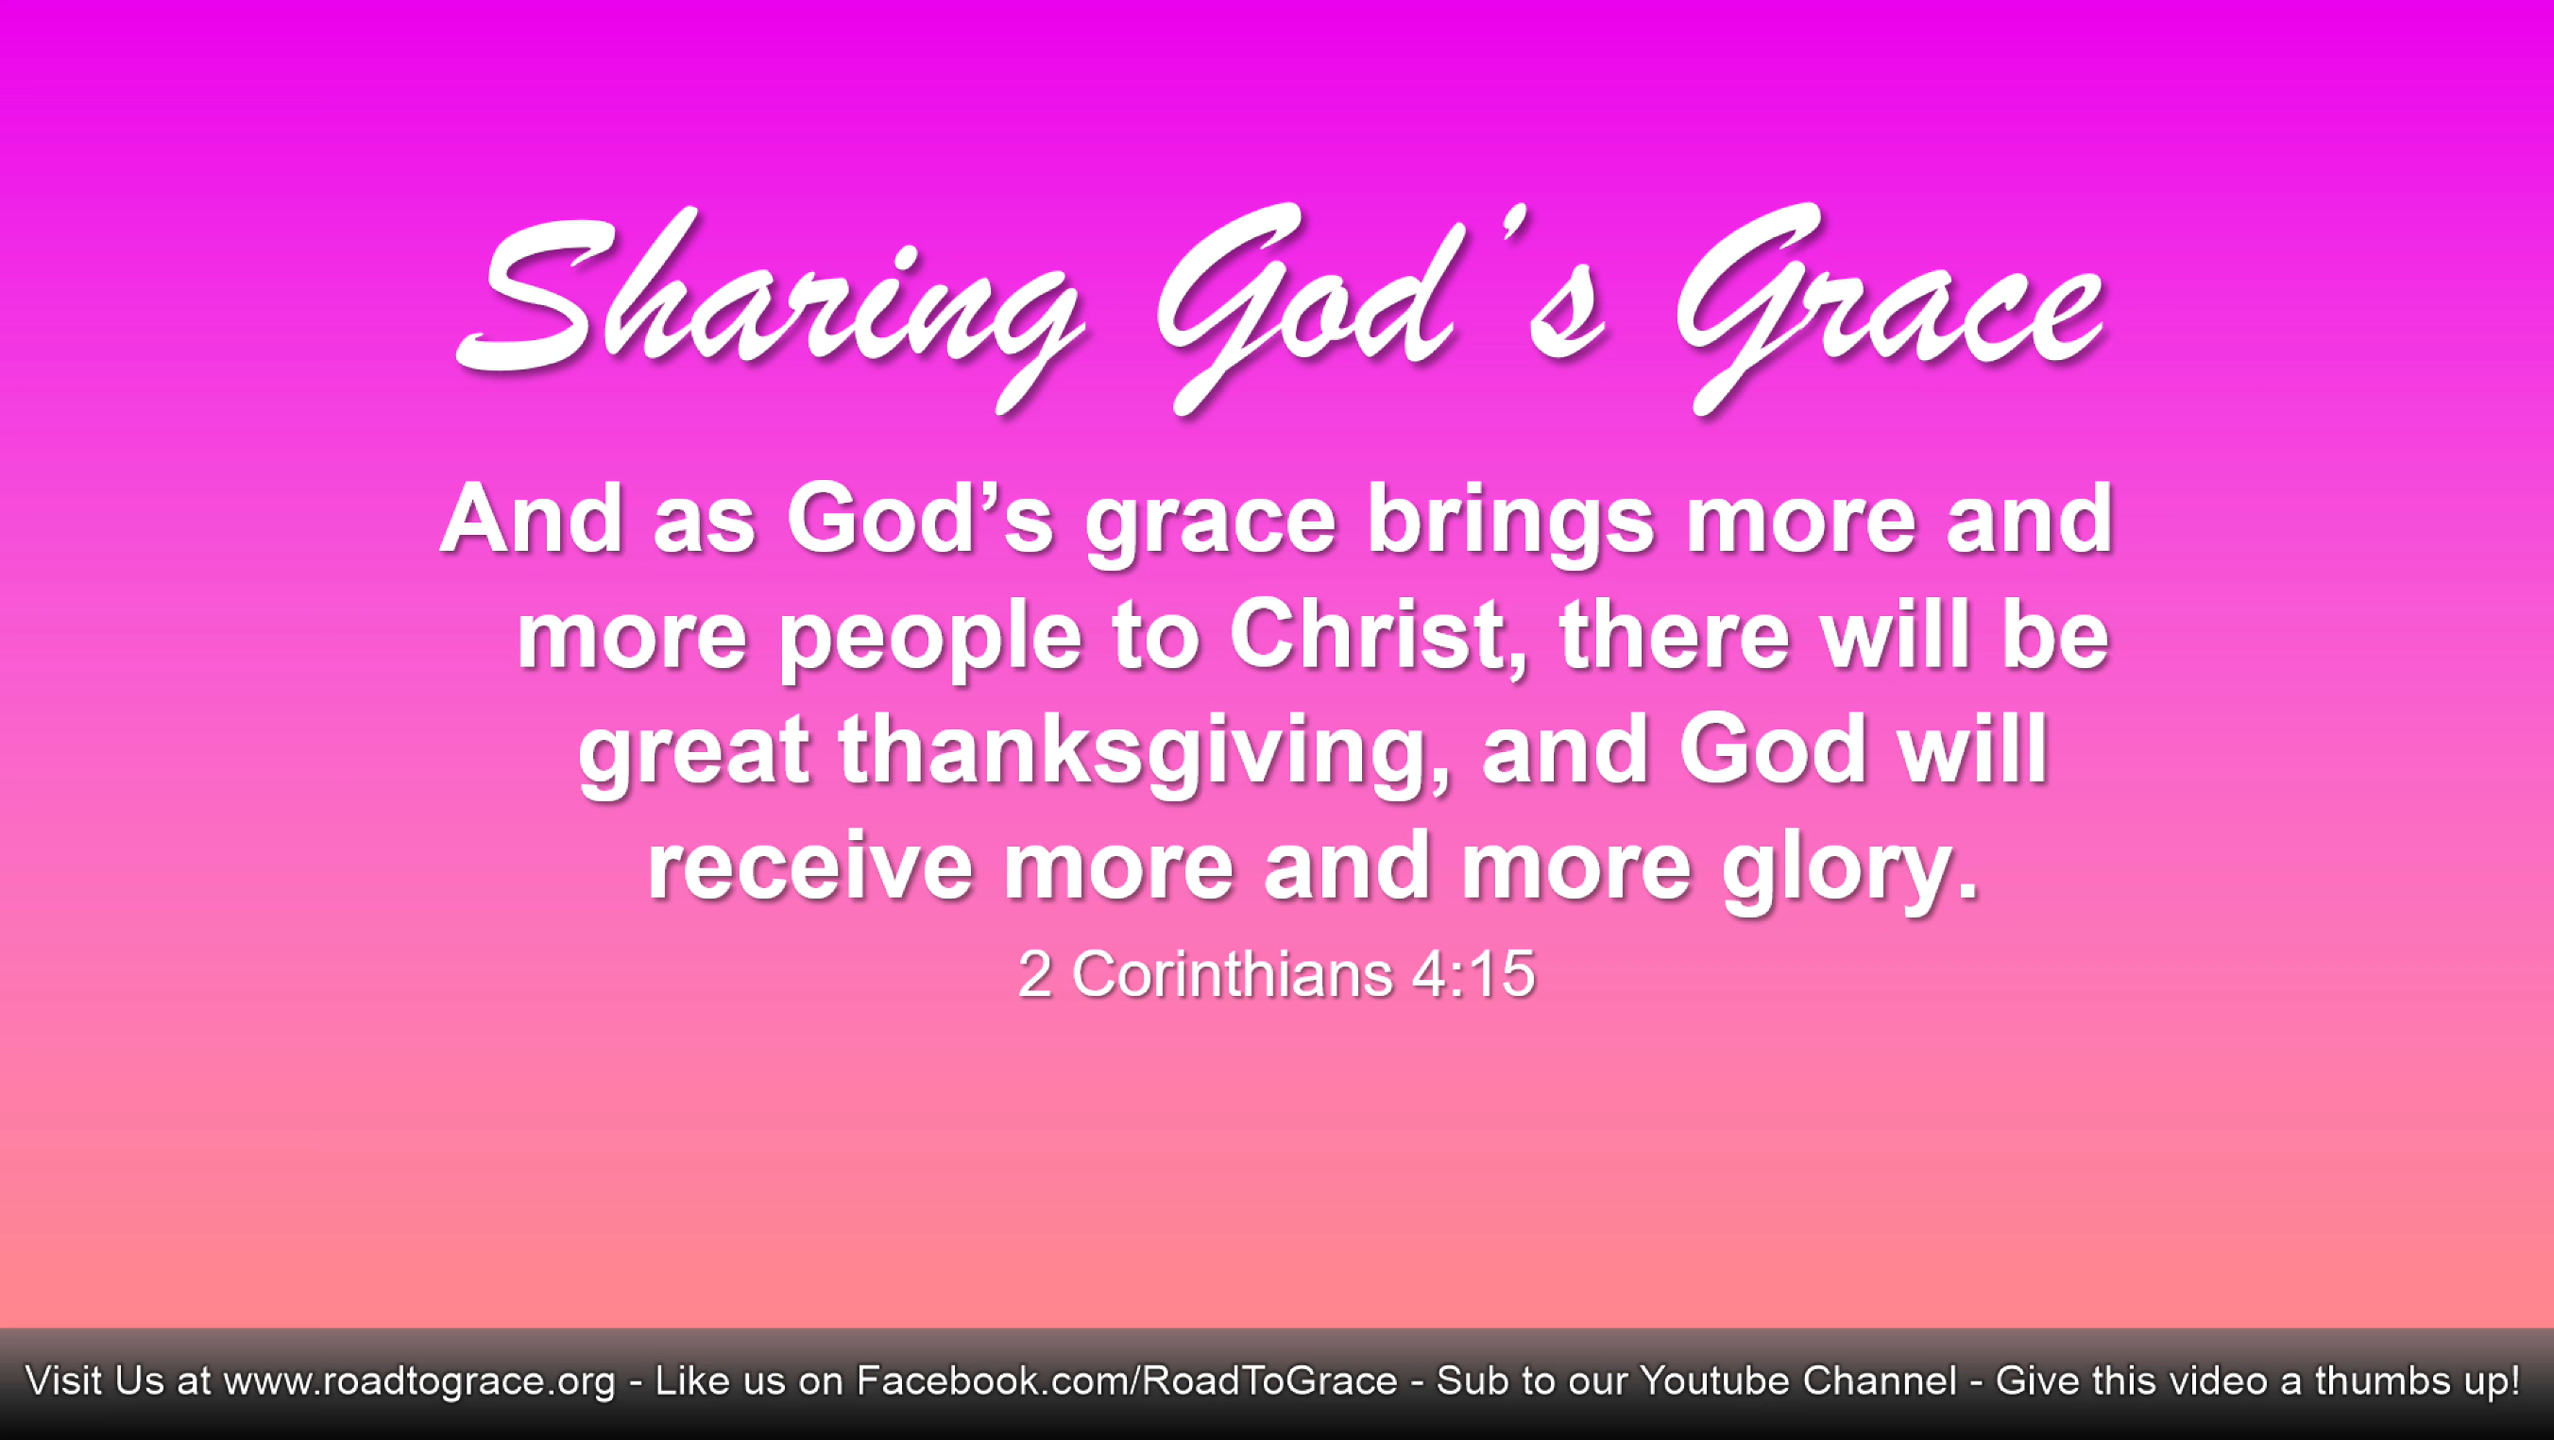 Sharing God’s Grace
And as God’s grace brings more and
more people to Christ, there will be
great thanksgiving, and God will
receive more and more glory.
2 Corinthians 4:15
Visit Us at www.roadtograce.org - Like us on Facebook.com/RoadToGrace - Sub to our Youtube Channel - Give this video a thumbs up!